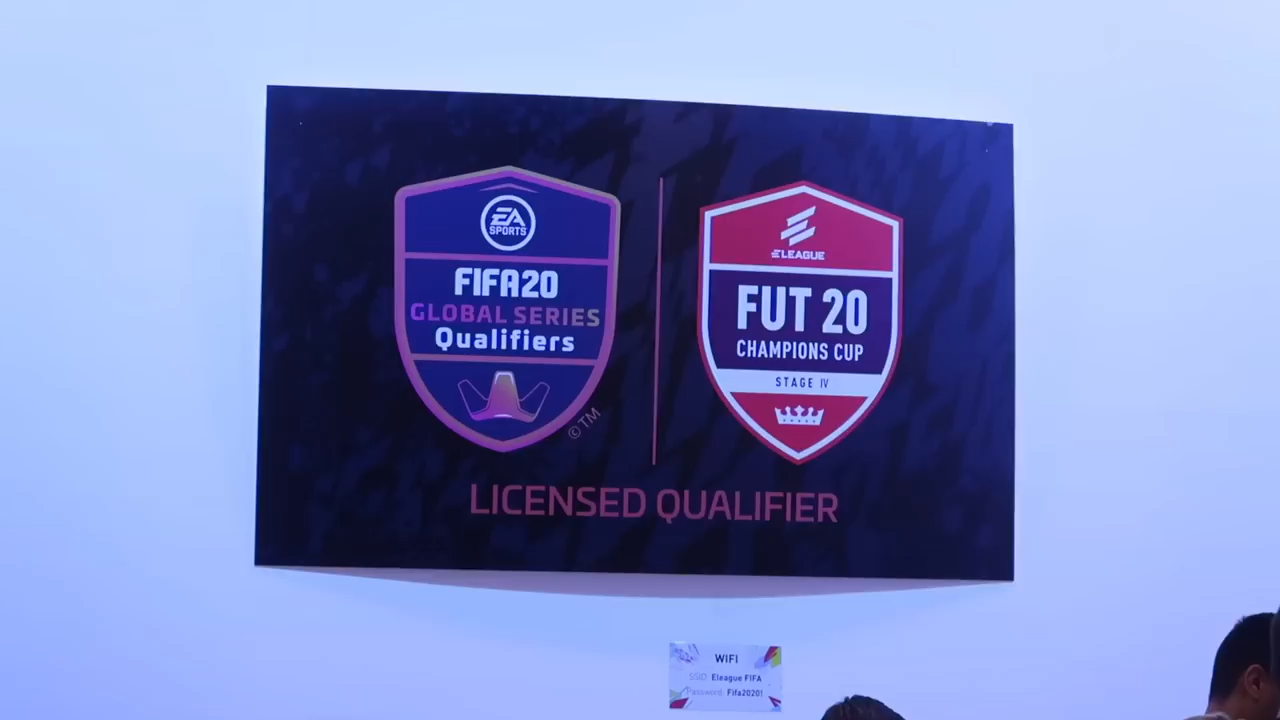 EA
SPORTS
FIFA20
GLOBAL SERIES
Qualifiers
© TM
ELEAGUE
FUT 20
CHAMPIONS CUP
STAGE IV
LICENSED QUALIFIER
WIFI
SSID Eleague FIFA
Password Fifa2020!